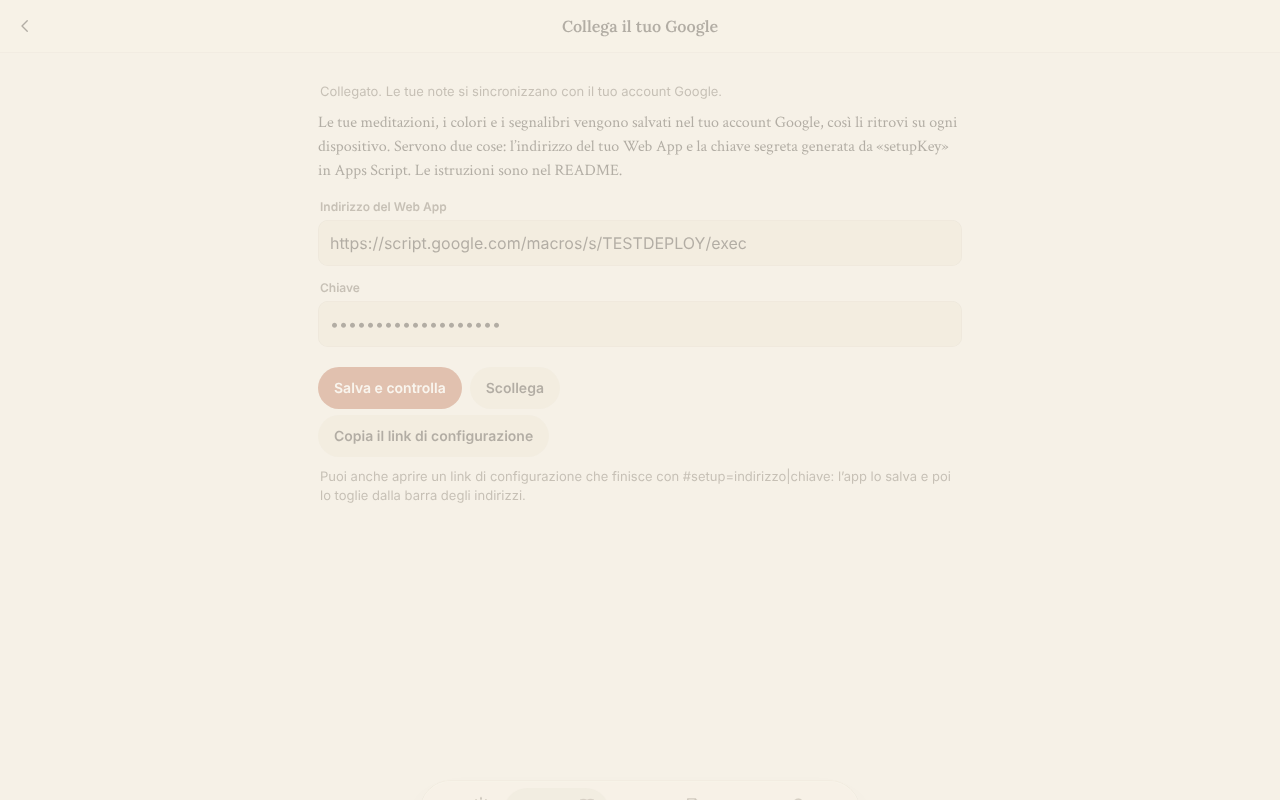 Collega il tuo Google
Collegato. Le tue note si sincronizzano con il tuo account Google.
Le tue meditazioni, i colori e i segnalibri vengono salvati nel tuo account Google, così li ritrovi su ogni
dispositivo. Servono due cose: l’indirizzo del tuo Web App e la chiave segreta generata da «setupKey»
in Apps Script. Le istruzioni sono nel README.
Indirizzo del Web App
https://script.google.com/macros/s/TESTDEPLOY/exec
Chiave
•••••••••••••••••••
Salva e controlla
Scollega
Copia il link di configurazione
Puoi anche aprire un link di configurazione che finisce con #setup=indirizzo|chiave: l’app lo salva e poi
lo toglie dalla barra degli indirizzi.